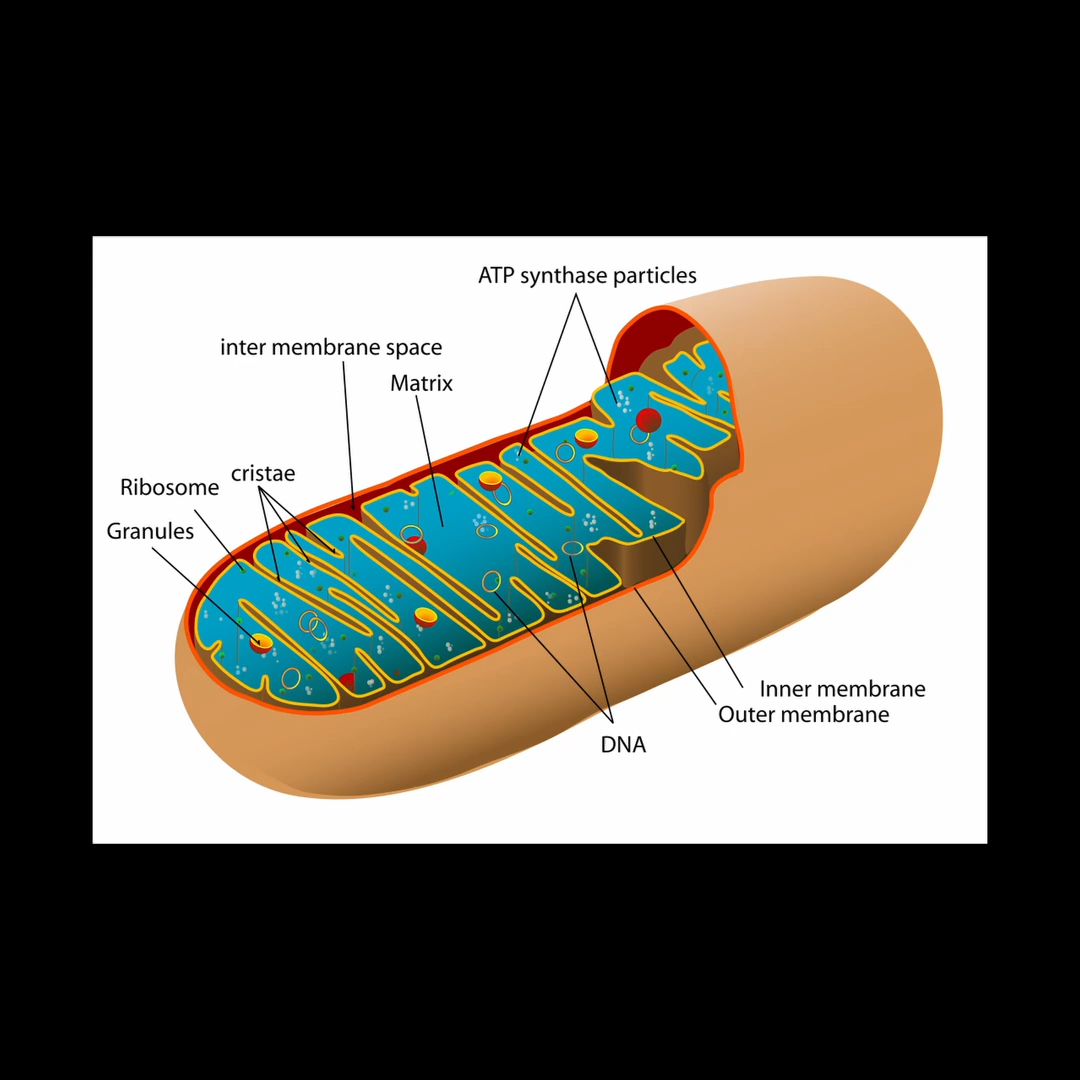 ATP synthase particles
inter membrane space
Matrix
cristae
Ribosome
Granules
Inner membrane
Outer membrane
DNA